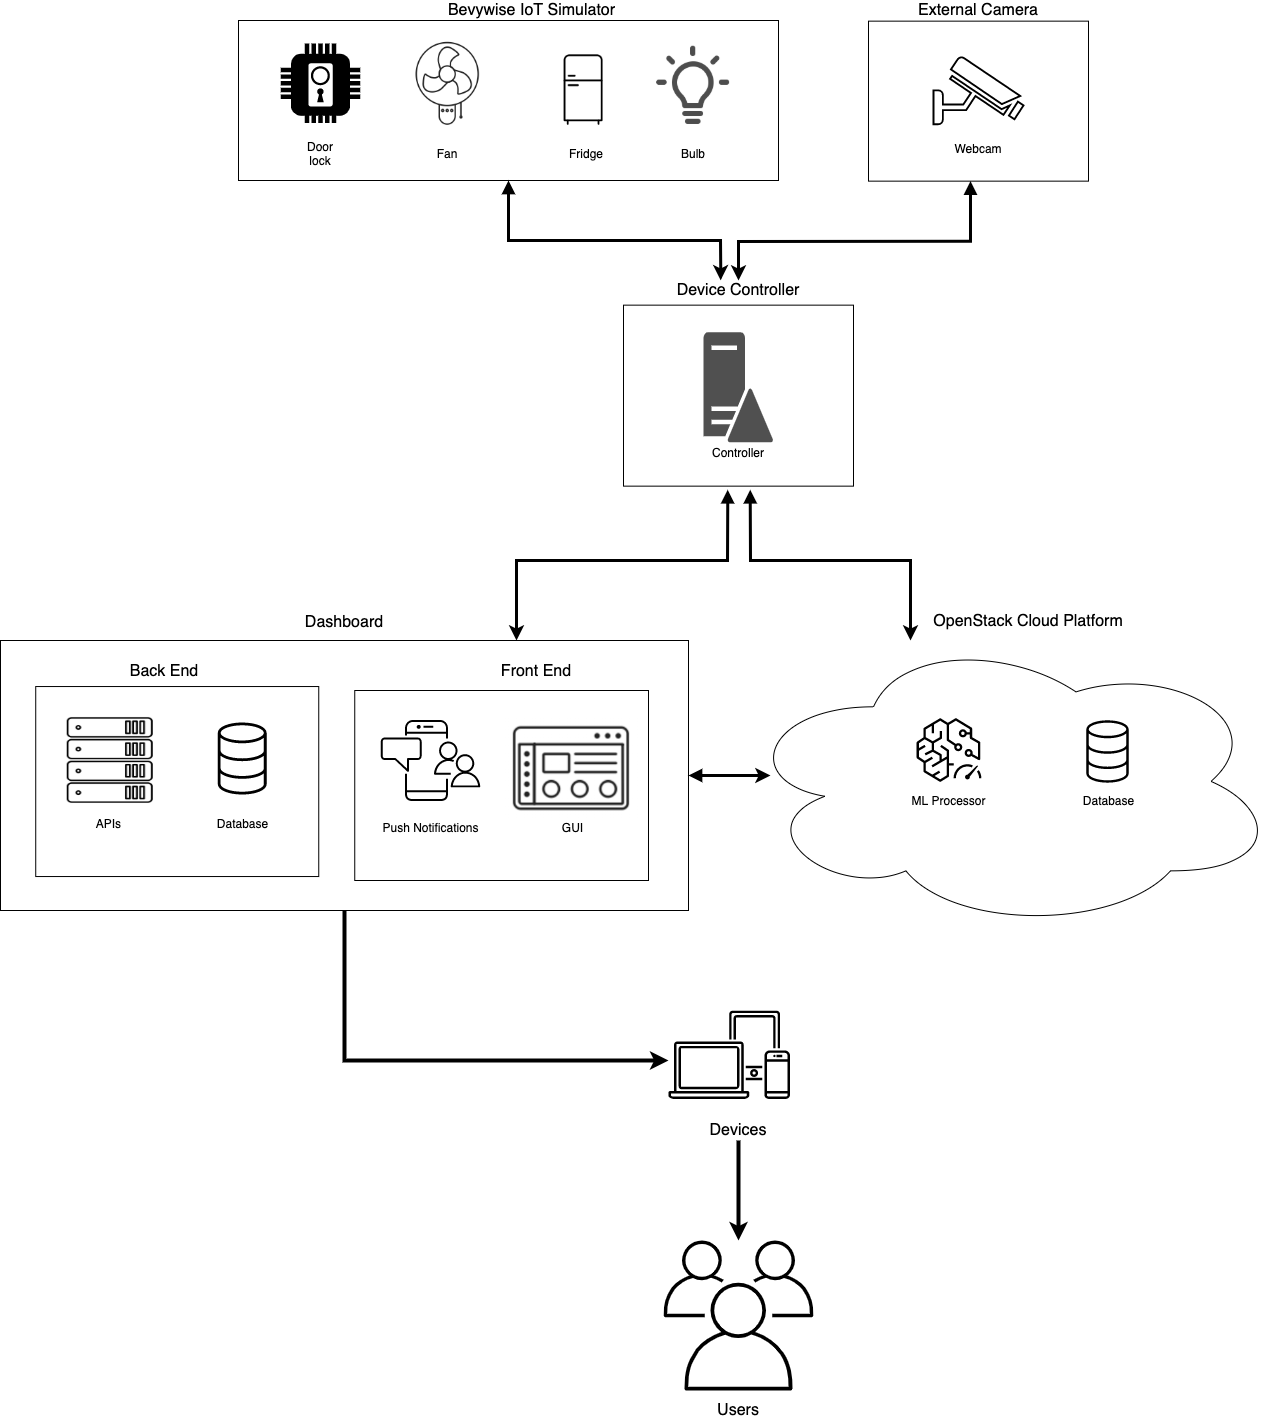 Bevywise IoT Simulator
External Camera
Door
lock
Fan
Fridge
Bulb
Webcam
Device Controller
Controller
Dashboard
OpenStack Cloud Platform
Back End
Front End
APIs
Database
Push Notifications
GUI
ML Processor
Database
Devices
Users